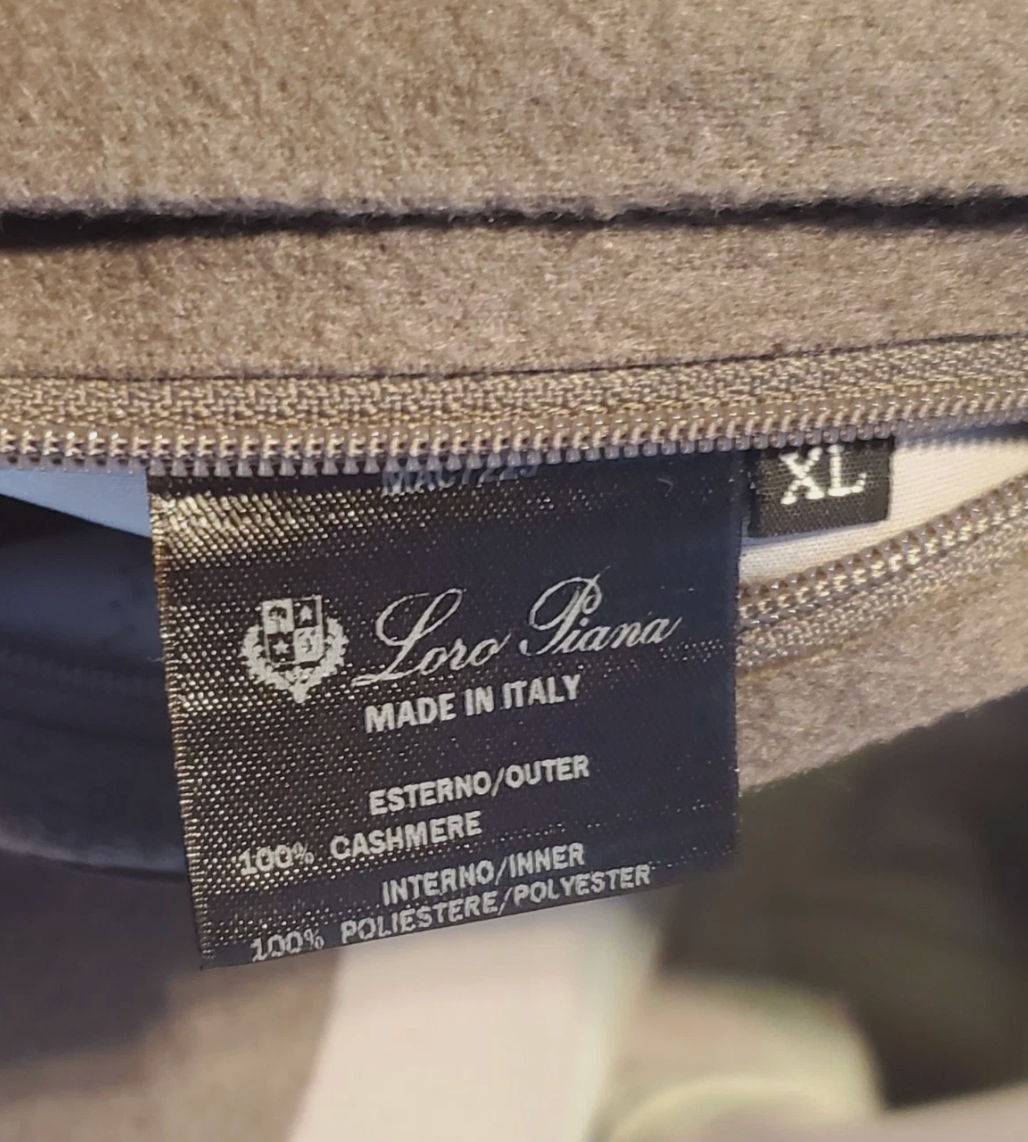 XL
Loro Piana
MADE IN ITALY
ESTERNO/OUTER
100% CASHMERE
INTERNO/INNER
100% POLIESTERE/POLYESTER